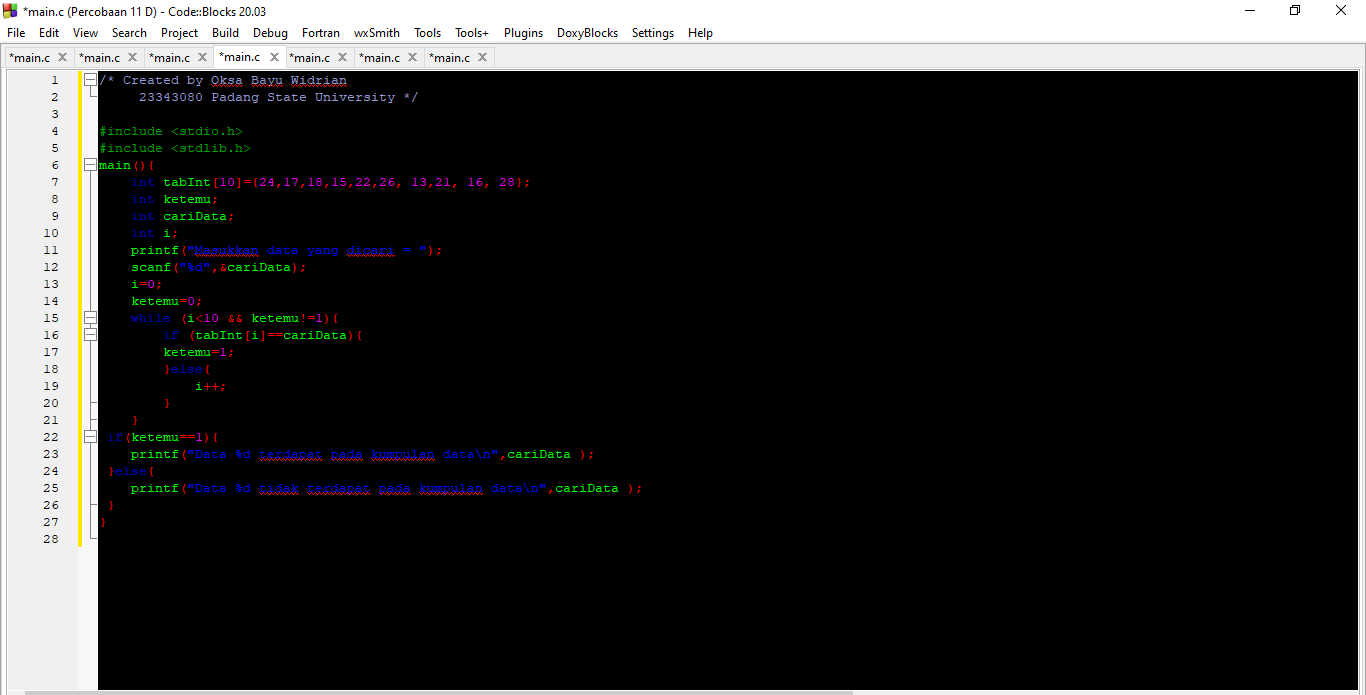 *main.c (Percobaan 11 D) - Code::Blocks 20.03
File Edit View Search Project Build Debug Fortran wxSmith Tools Tools+ Plugins DoxyBlocks Settings Help
*main.c X *main.c X *main.c X *main.c X *main.c X *main.c X *main.c X
1 /* Created by Oksa Bayu Widrian
2      23343080 Padang State University */
3
4 #include <stdio.h>
5 #include <stdlib.h>
6 main(){
7     int tabInt[10]={24,17,18,15,22,26, 13,21, 16, 28};
8     int ketemu;
9     int cariData;
10     int i;
11     printf("Masukkan data yang dicari = ");
12     scanf("%d",&cariData);
13     i=0;
14     ketemu=0;
15     while (i<10 && ketemu!=1){
16         if (tabInt[i]==cariData){
17         ketemu=1;
18         }else{
19             i++;
20         }
21     }
22  if(ketemu==1){
23     printf("Data %d terdapat pada kumpulan data\n",cariData );
24  }else{
25     printf("Data %d tidak terdapat pada kumpulan data\n",cariData );
26  }
27 }
28